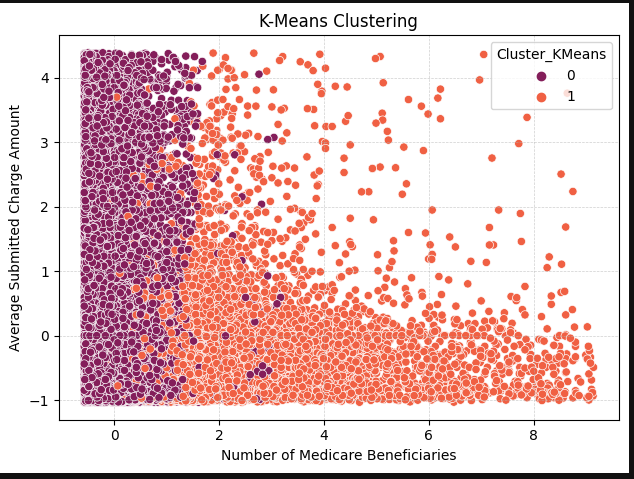 K-Means Clustering
Cluster_KMeans
0
1
Average Submitted Charge Amount
4
3
2
1
0
−1
0 2 4 6 8
Number of Medicare Beneficiaries